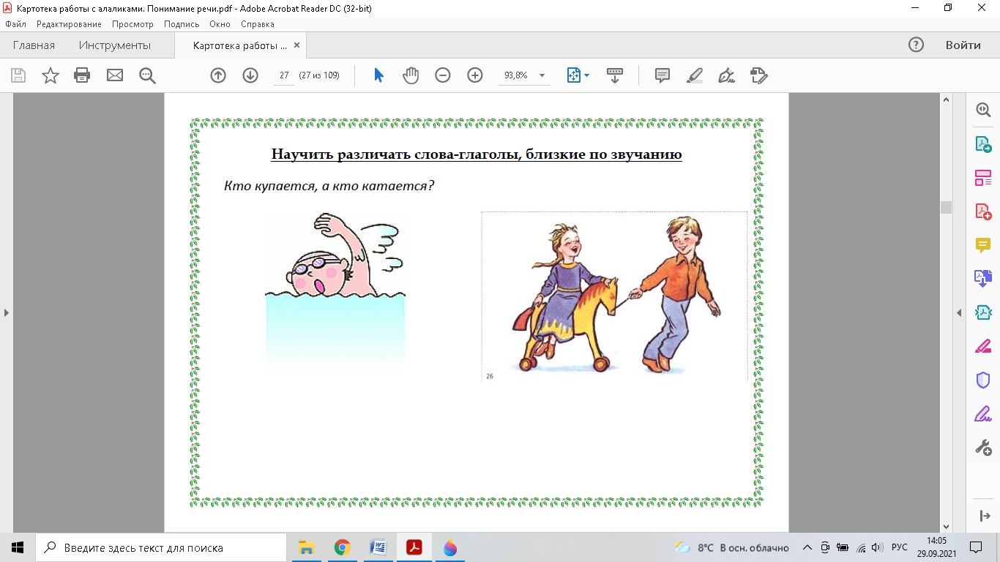 Картотека работы с алаликами. Понимание речи.pdf - Adobe Acrobat Reader DC (32-bit)
Файл Редактирование Просмотр Подпись Окно Справка
Главная Инструменты Картотека работы ... × Войти
27 (27 из 109) 93,8%
Научить различать слова-глаголы, близкие по звучанию
Кто купается, а кто катается?
26
Введите здесь текст для поиска
8°C В осн. облачно
РУС
14:05
29.09.2021